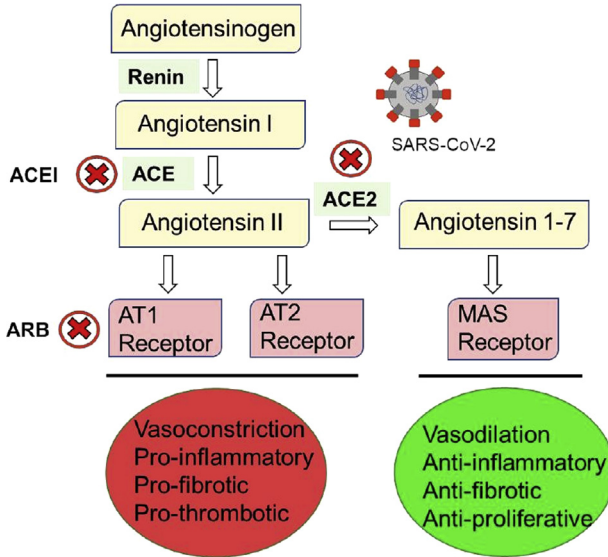 Angiotensinogen
Renin
Angiotensin I
SARS-CoV-2
ACEI
ACE
ACE2
Angiotensin II
Angiotensin 1-7
ARB
AT1
Receptor
AT2
Receptor
MAS
Receptor
Vasoconstriction
Pro-inflammatory
Pro-fibrotic
Pro-thrombotic
Vasodilation
Anti-inflammatory
Anti-fibrotic
Anti-proliferative